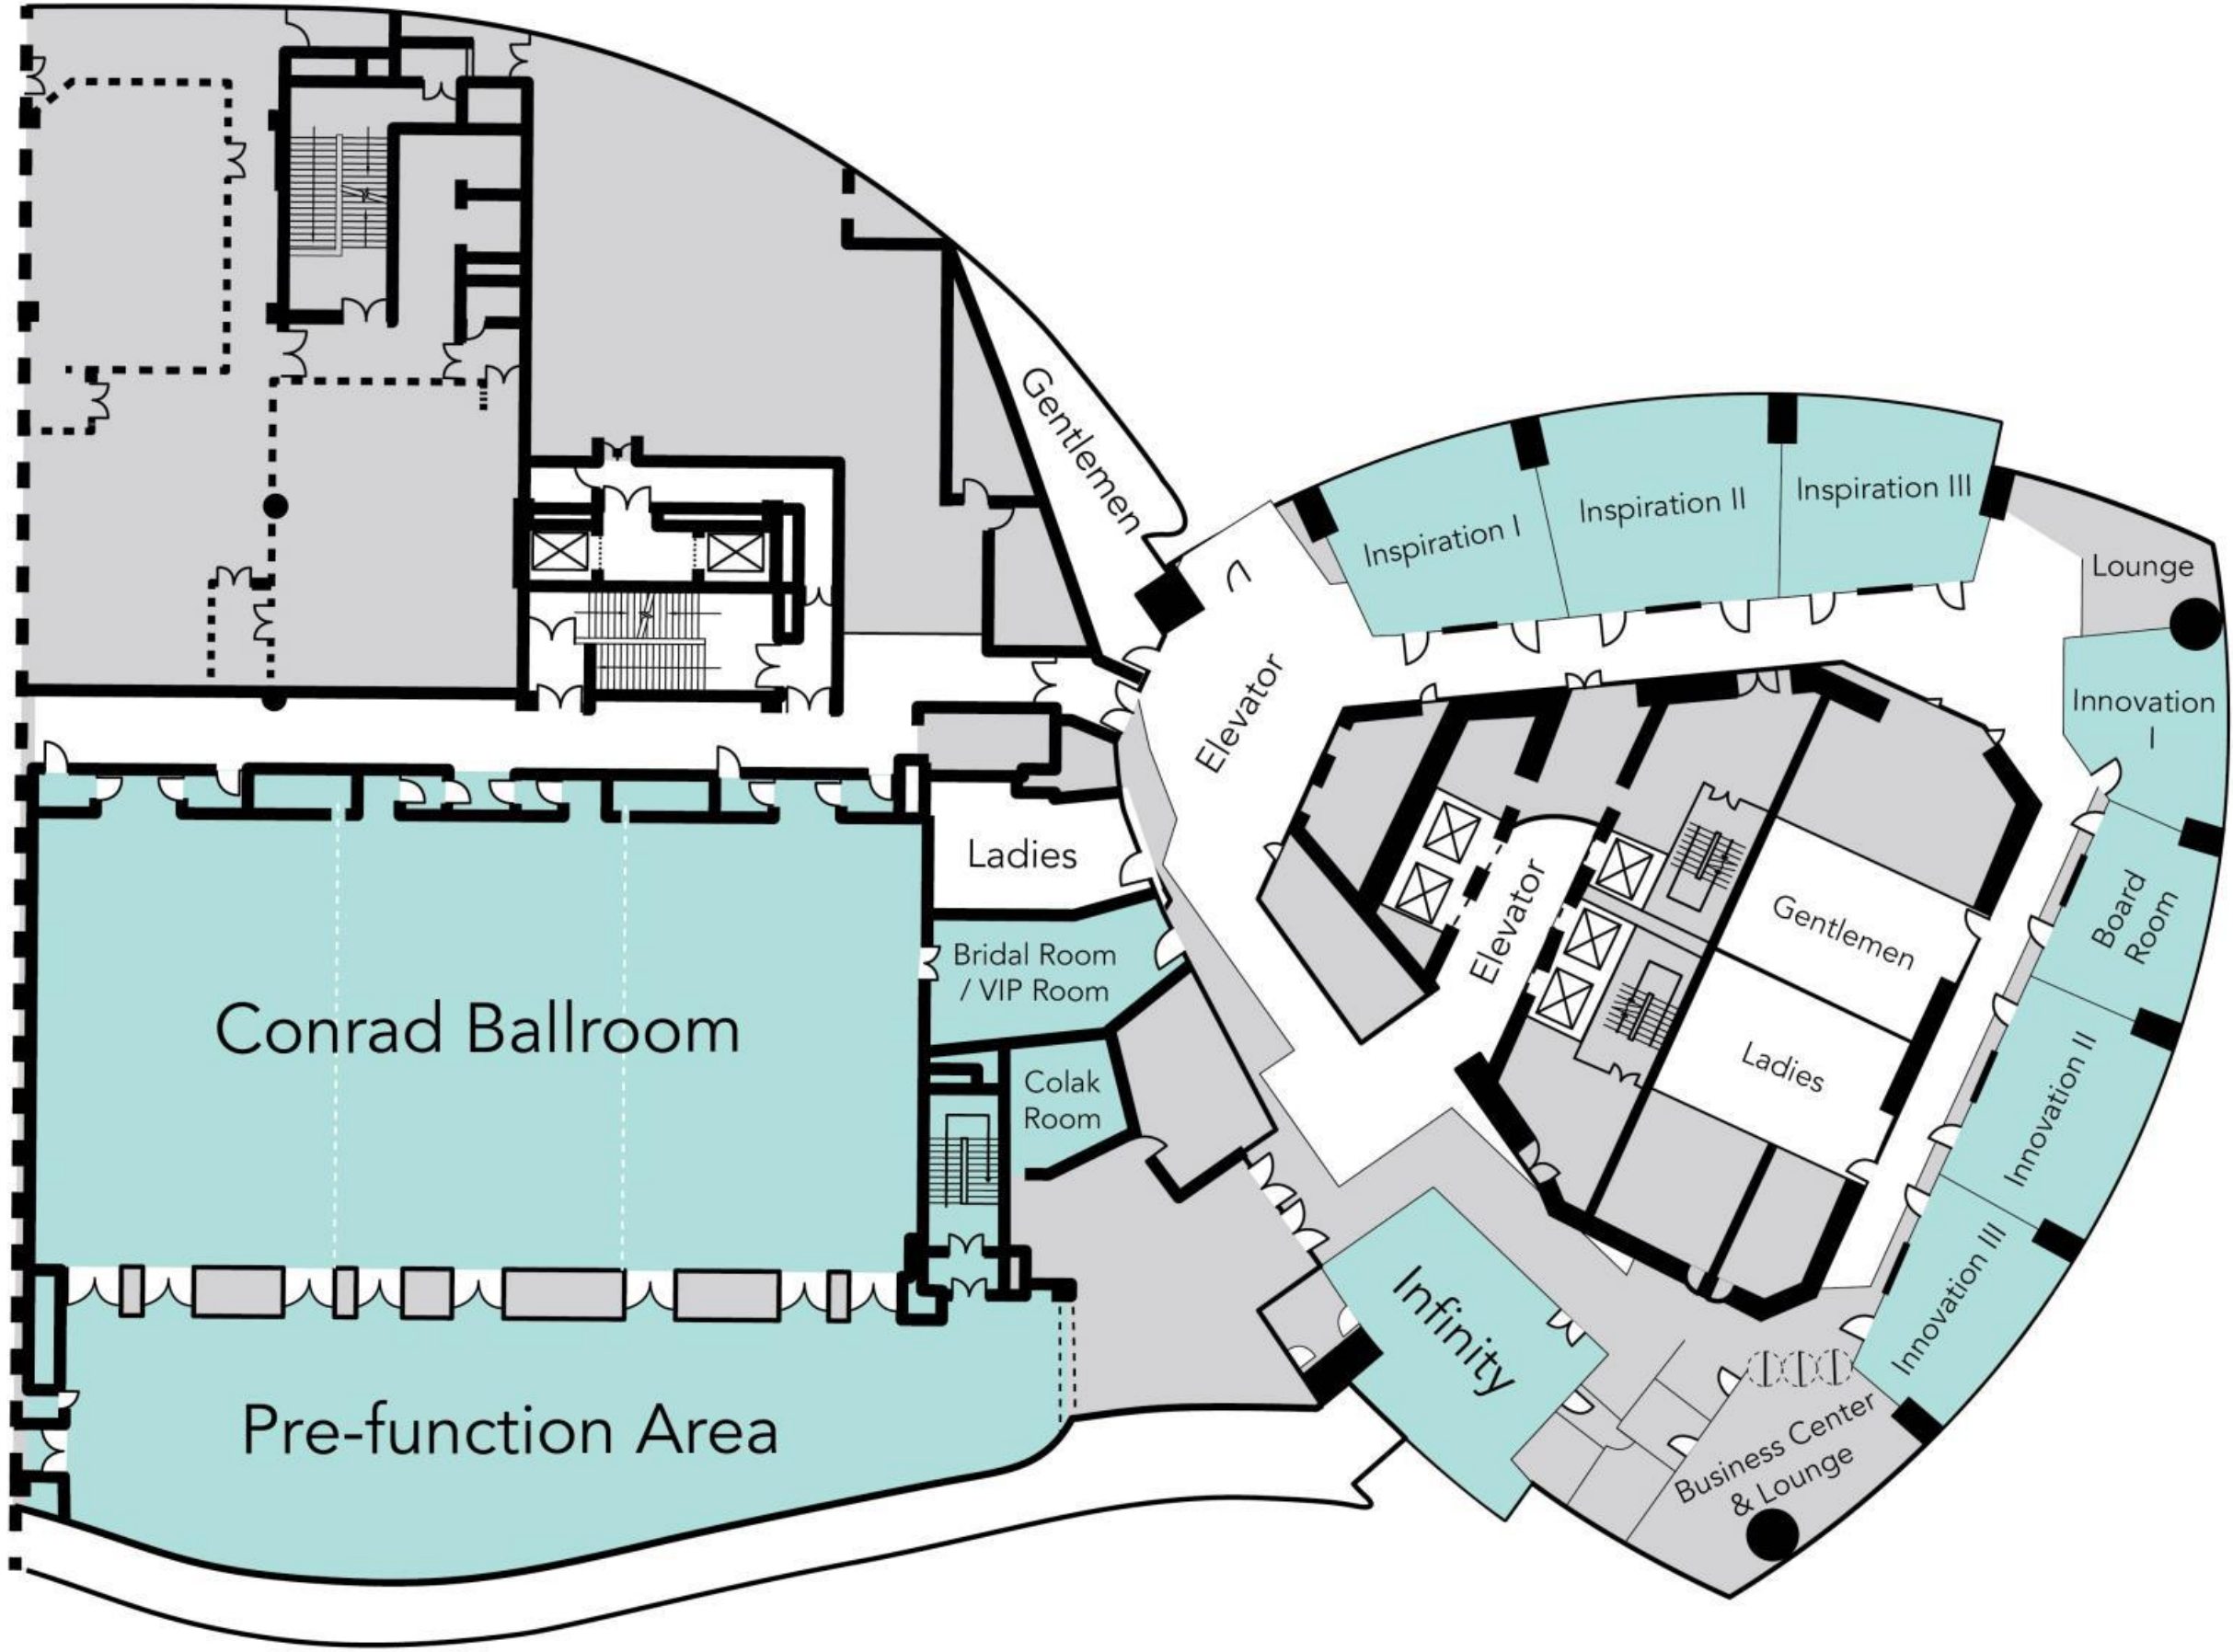 Gentlemen
Inspiration I
Inspiration II
Inspiration III
Lounge
Elevator
Innovation
I
Ladies
Elevator
Gentlemen
Board
Room
Bridal Room
/ VIP Room
Conrad Ballroom
Ladies
Colak
Room
Innovation II
Innovation III
Infinity
Pre-function Area
Business Center
& Lounge